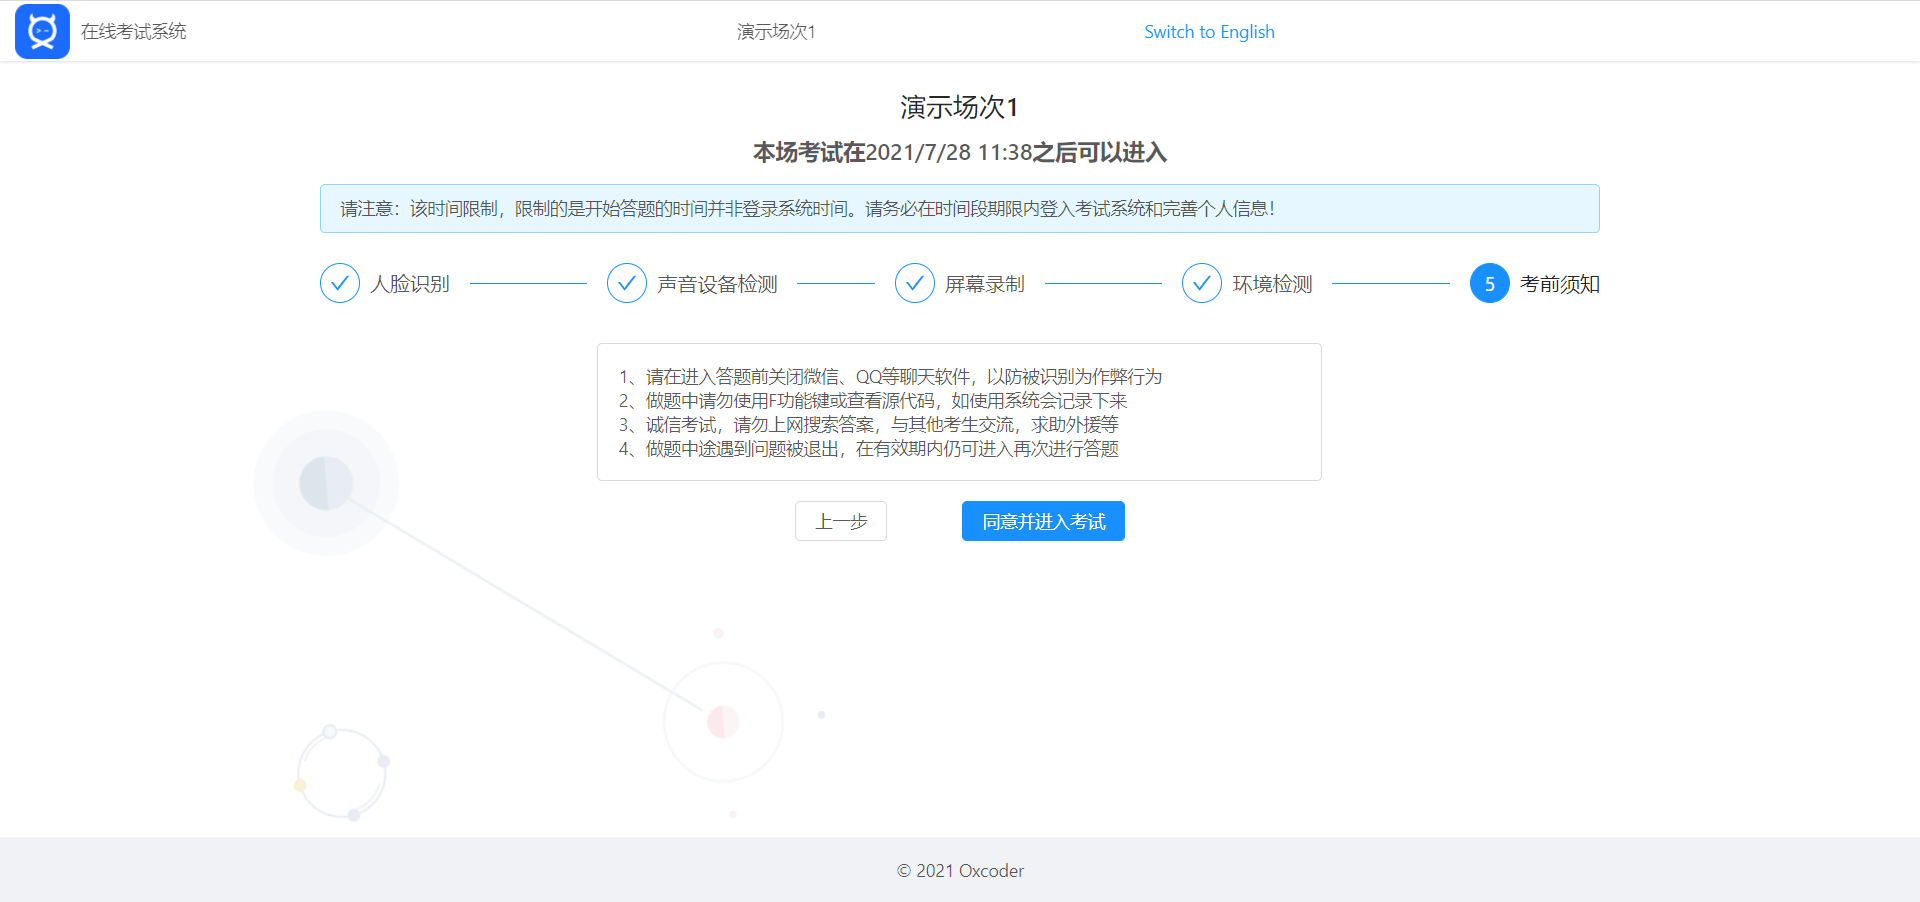 在线考试系统
演示场次1
Switch to English
演示场次1
本场考试在2021/7/28 11:38之后可以进入
请注意：该时间限制，限制的是开始答题的时间并非登录系统时间。请务必在时间段期限内登入考试系统和完善个人信息！
人脸识别
声音设备检测
屏幕录制
环境检测
5 考前须知
1、请在进入答题前关闭微信、QQ等聊天软件，以防被识别为作弊行为
2、做题中请勿使用F功能键或查看源代码，如使用系统会记录下来
3、诚信考试，请勿上网搜索答案，与其他考生交流，求助外援等
4、做题中途遇到问题被退出，在有效期内仍可进入再次进行答题
上一步
同意并进入考试
© 2021 Oxcoder